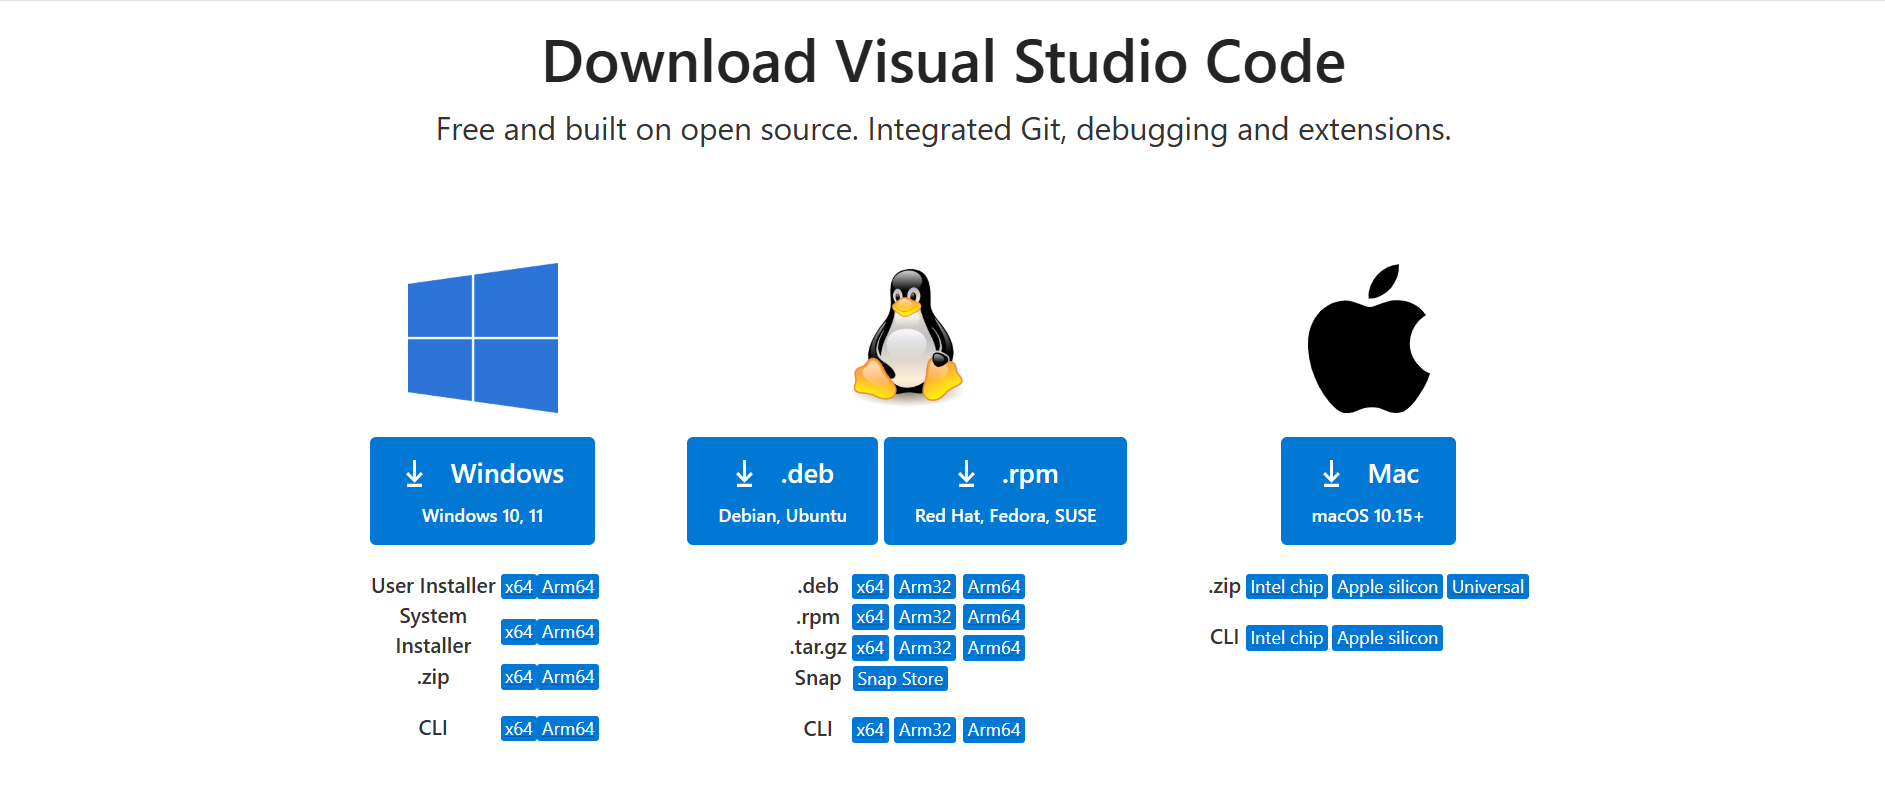 Download Visual Studio Code
Free and built on open source. Integrated Git, debugging and extensions.
Windows
Windows 10, 11
User Installer x64 Arm64
System
Installer x64 Arm64
.zip x64 Arm64
CLI x64 Arm64
.deb
Debian, Ubuntu
.rpm
Red Hat, Fedora, SUSE
.deb x64 Arm32 Arm64
.rpm x64 Arm32 Arm64
.tar.gz x64 Arm32 Arm64
Snap Snap Store
CLI x64 Arm32 Arm64
Mac
macOS 10.15+
.zip Intel chip Apple silicon Universal
CLI Intel chip Apple silicon